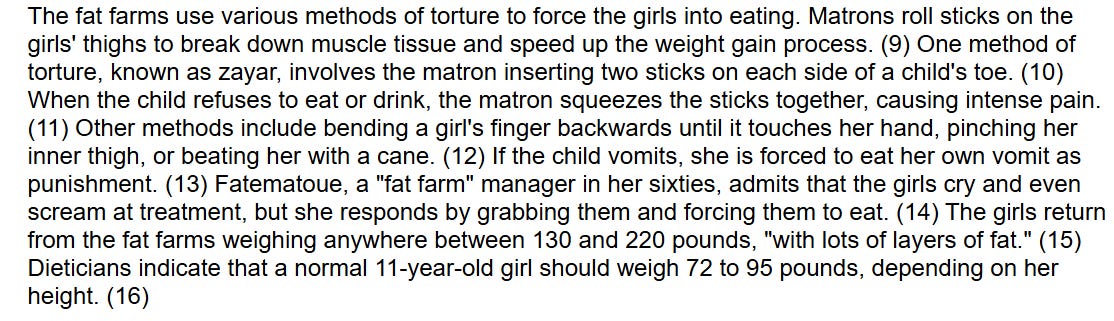 The fat farms use various methods of torture to force the girls into eating. Matrons roll sticks on the
girls' thighs to break down muscle tissue and speed up the weight gain process. (9) One method of
torture, known as zayar, involves the matron inserting two sticks on each side of a child's toe. (10)
When the child refuses to eat or drink, the matron squeezes the sticks together, causing intense pain.
(11) Other methods include bending a girl's finger backwards until it touches her hand, pinching her
inner thigh, or beating her with a cane. (12) If the child vomits, she is forced to eat her own vomit as
punishment. (13) Fatematoue, a "fat farm" manager in her sixties, admits that the girls cry and even
scream at treatment, but she responds by grabbing them and forcing them to eat. (14) The girls return
from the fat farms weighing anywhere between 130 and 220 pounds, "with lots of layers of fat." (15)
Dieticians indicate that a normal 11-year-old girl should weigh 72 to 95 pounds, depending on her
height. (16)